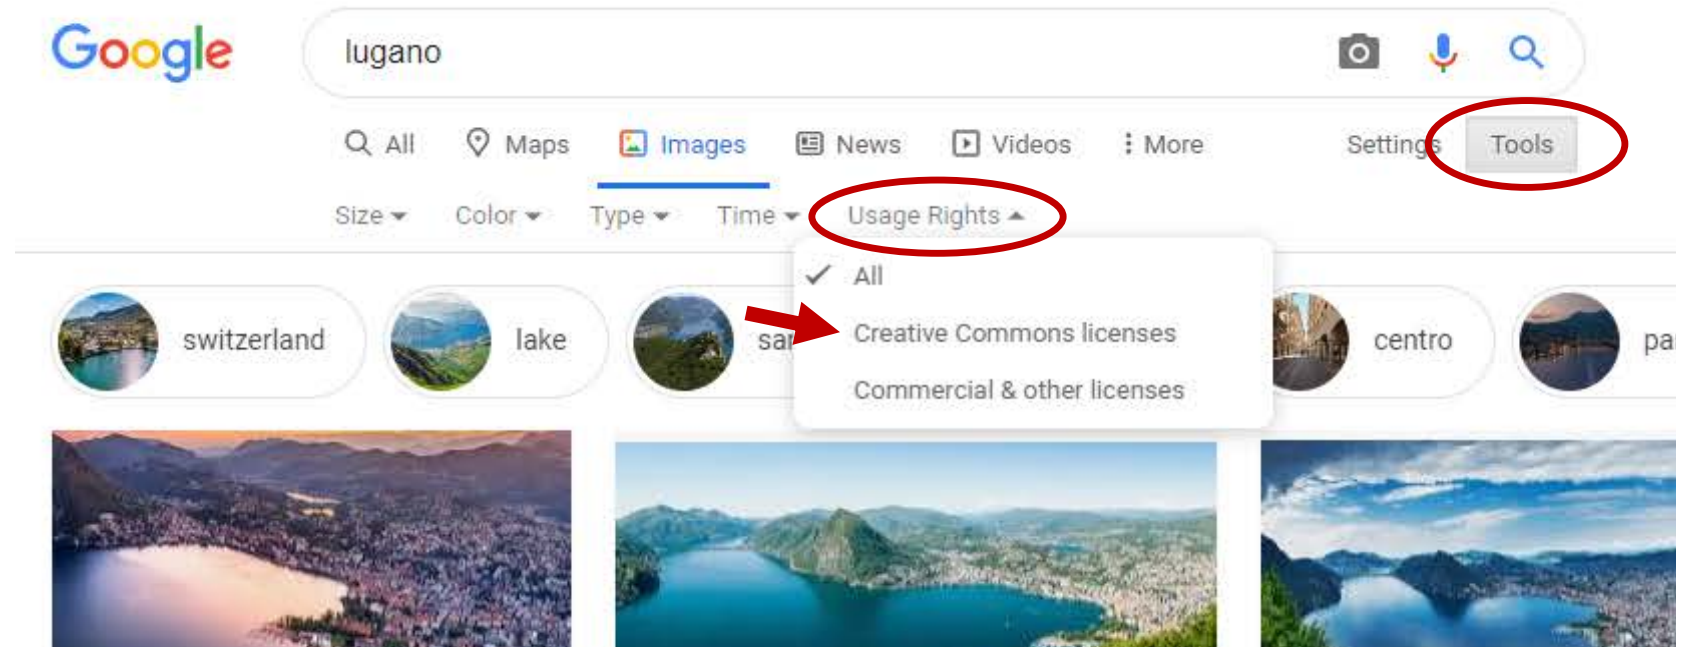 Google
lugano
All Maps Images News Videos More Settings Tools
Size Color Type Time Usage Rights
All
Creative Commons licenses
Commercial & other licenses
switzerland lake centro